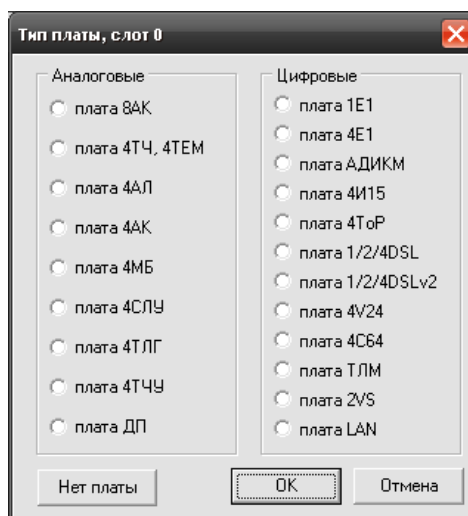 Тип платы, слот 0
Аналоговые
плата 8АК
плата 4ТЧ, 4ТЕМ
плата 4АЛ
плата 4АК
плата 4МБ
плата 4СЛУ
плата 4ТЛГ
плата 4ТЧУ
плата ДП
Цифровые
плата 1Е1
плата 4Е1
плата АДИКМ
плата 4И15
плата 4ToP
плата 1/2/4DSL
плата 1/2/4DSLv2
плата 4V24
плата 4С64
плата ТЛМ
плата 2VS
плата LAN
Нет платы
OK
Отмена